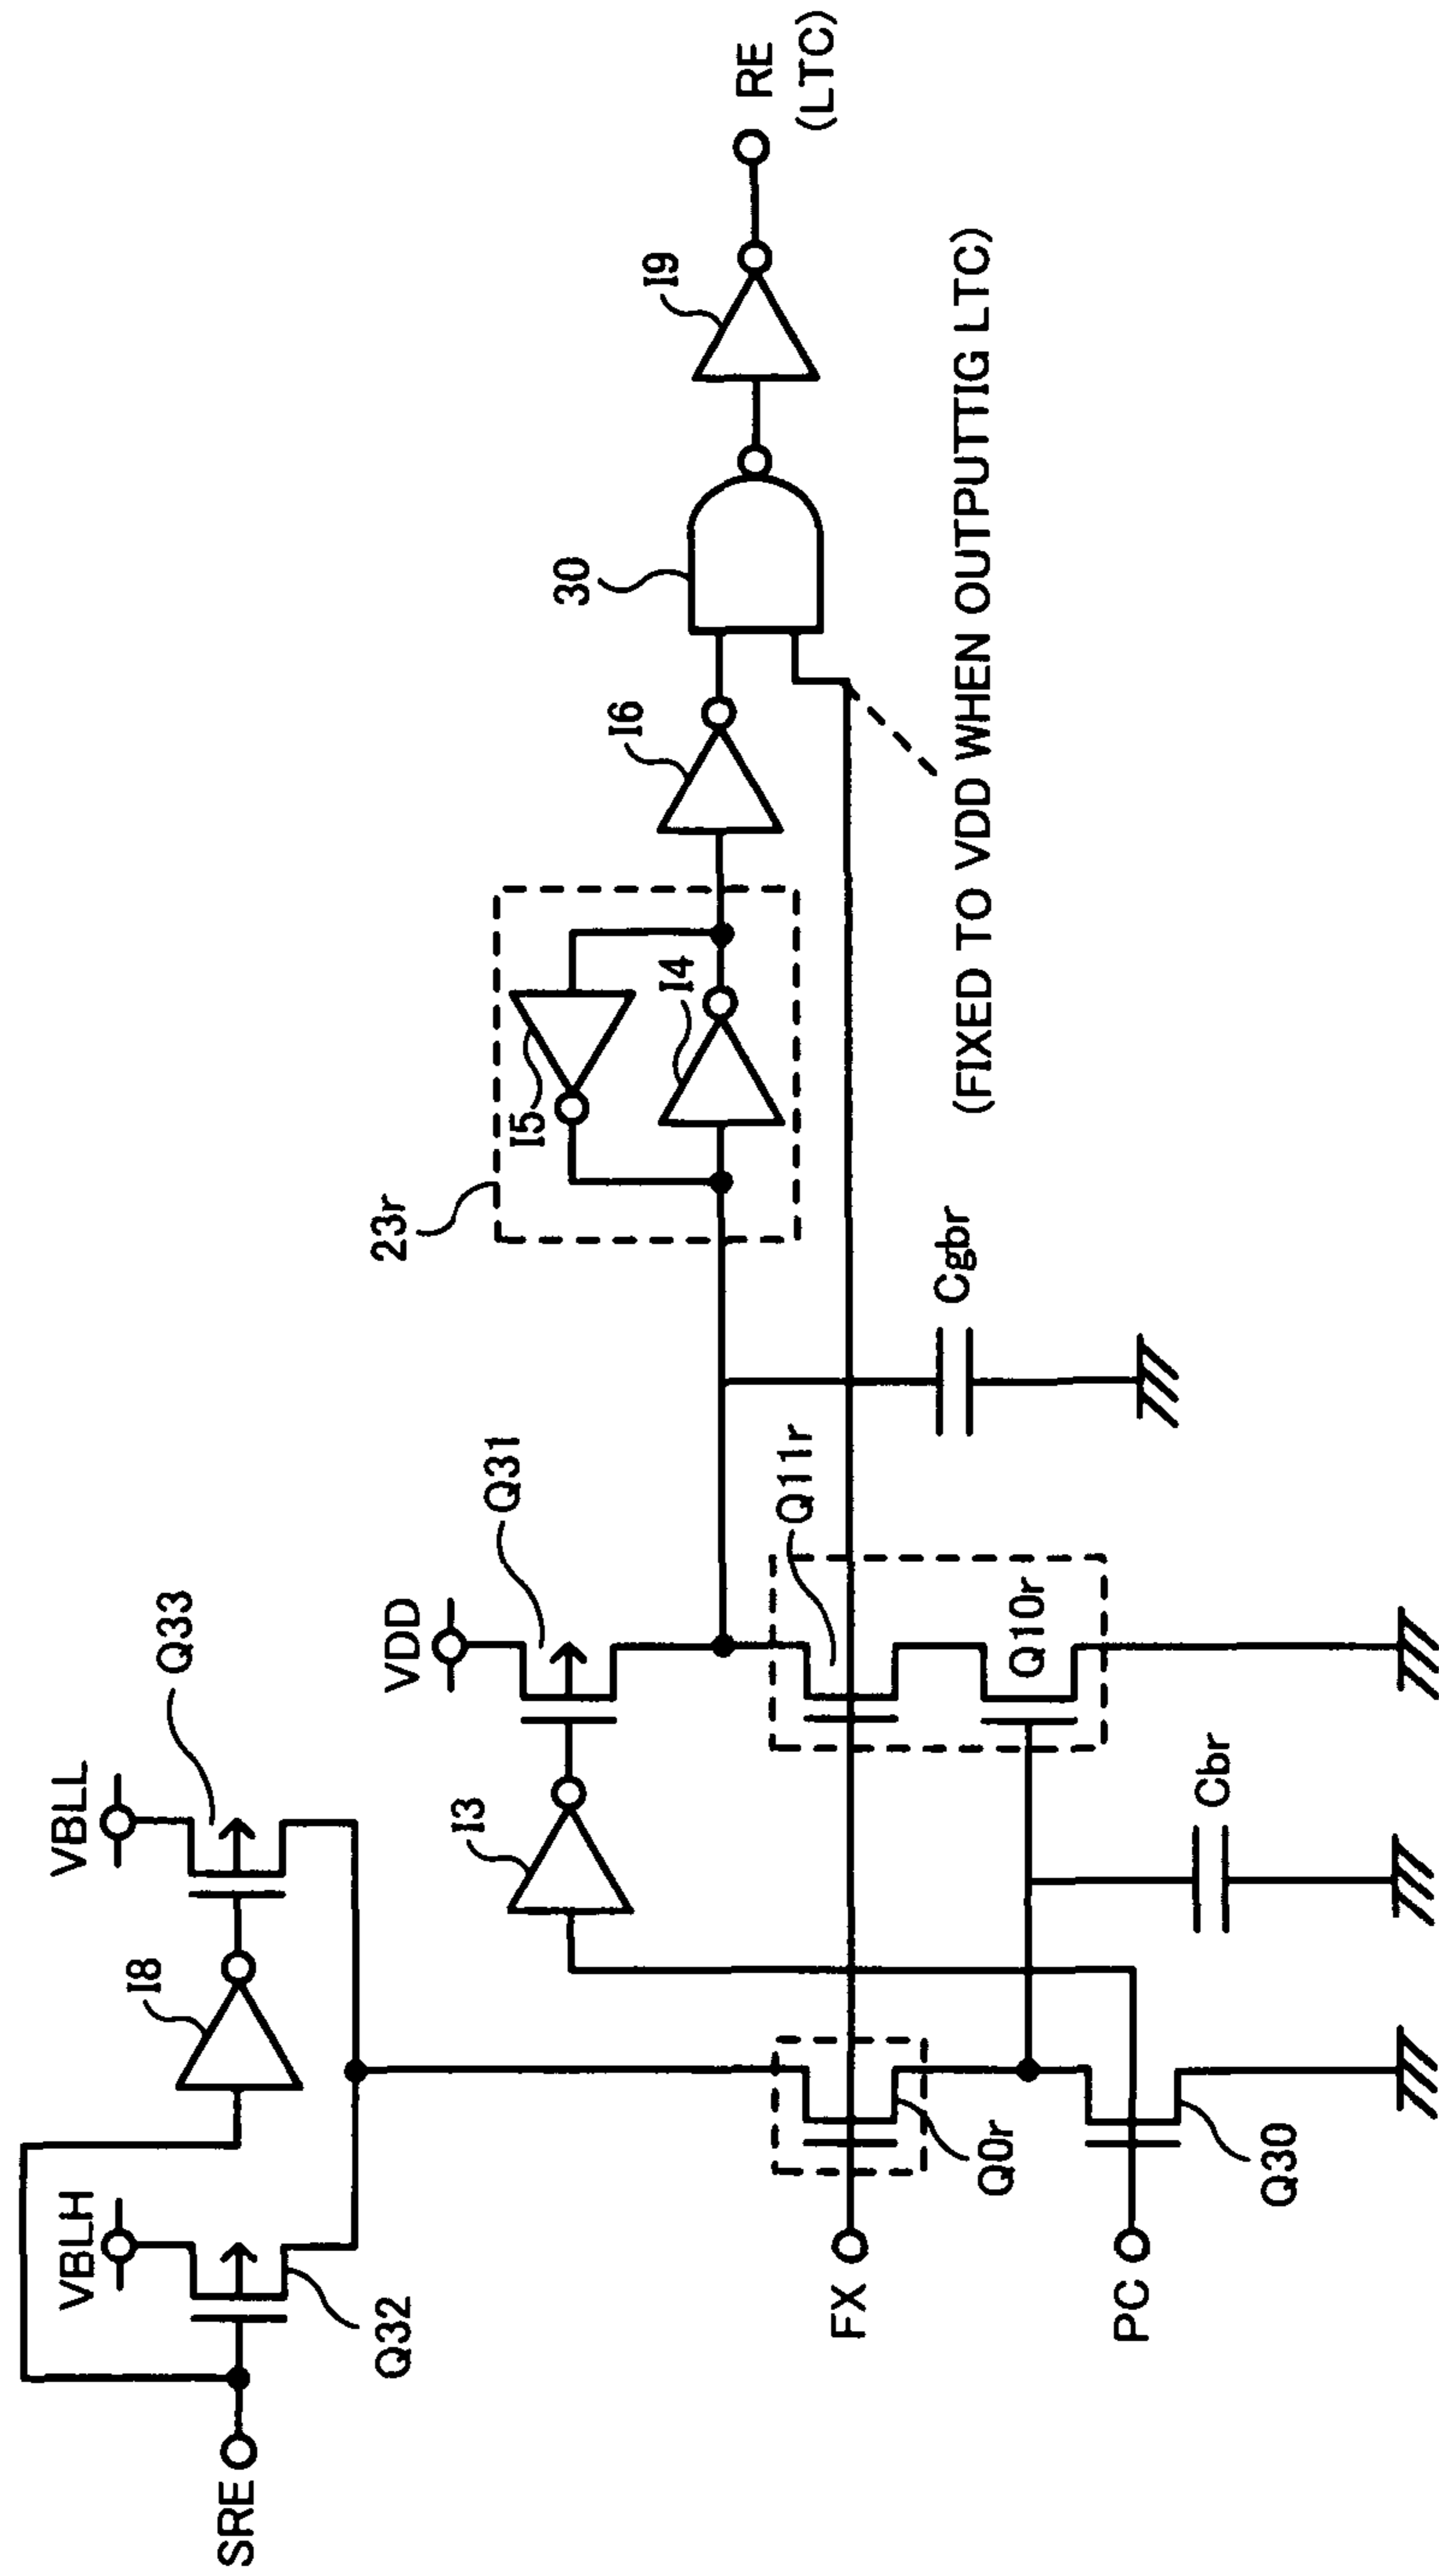 SRE
VBLH
Q32
I8
VBLL
Q33
FX
PC
Q0r
Q30
I3
VDD
Q31
Q11r
Q10r
Cbr
Cgbr
23r
I5
I4
I6
30
I9
RE
(LTC)
(FIXED TO VDD WHEN OUTPUTTIG LTC)